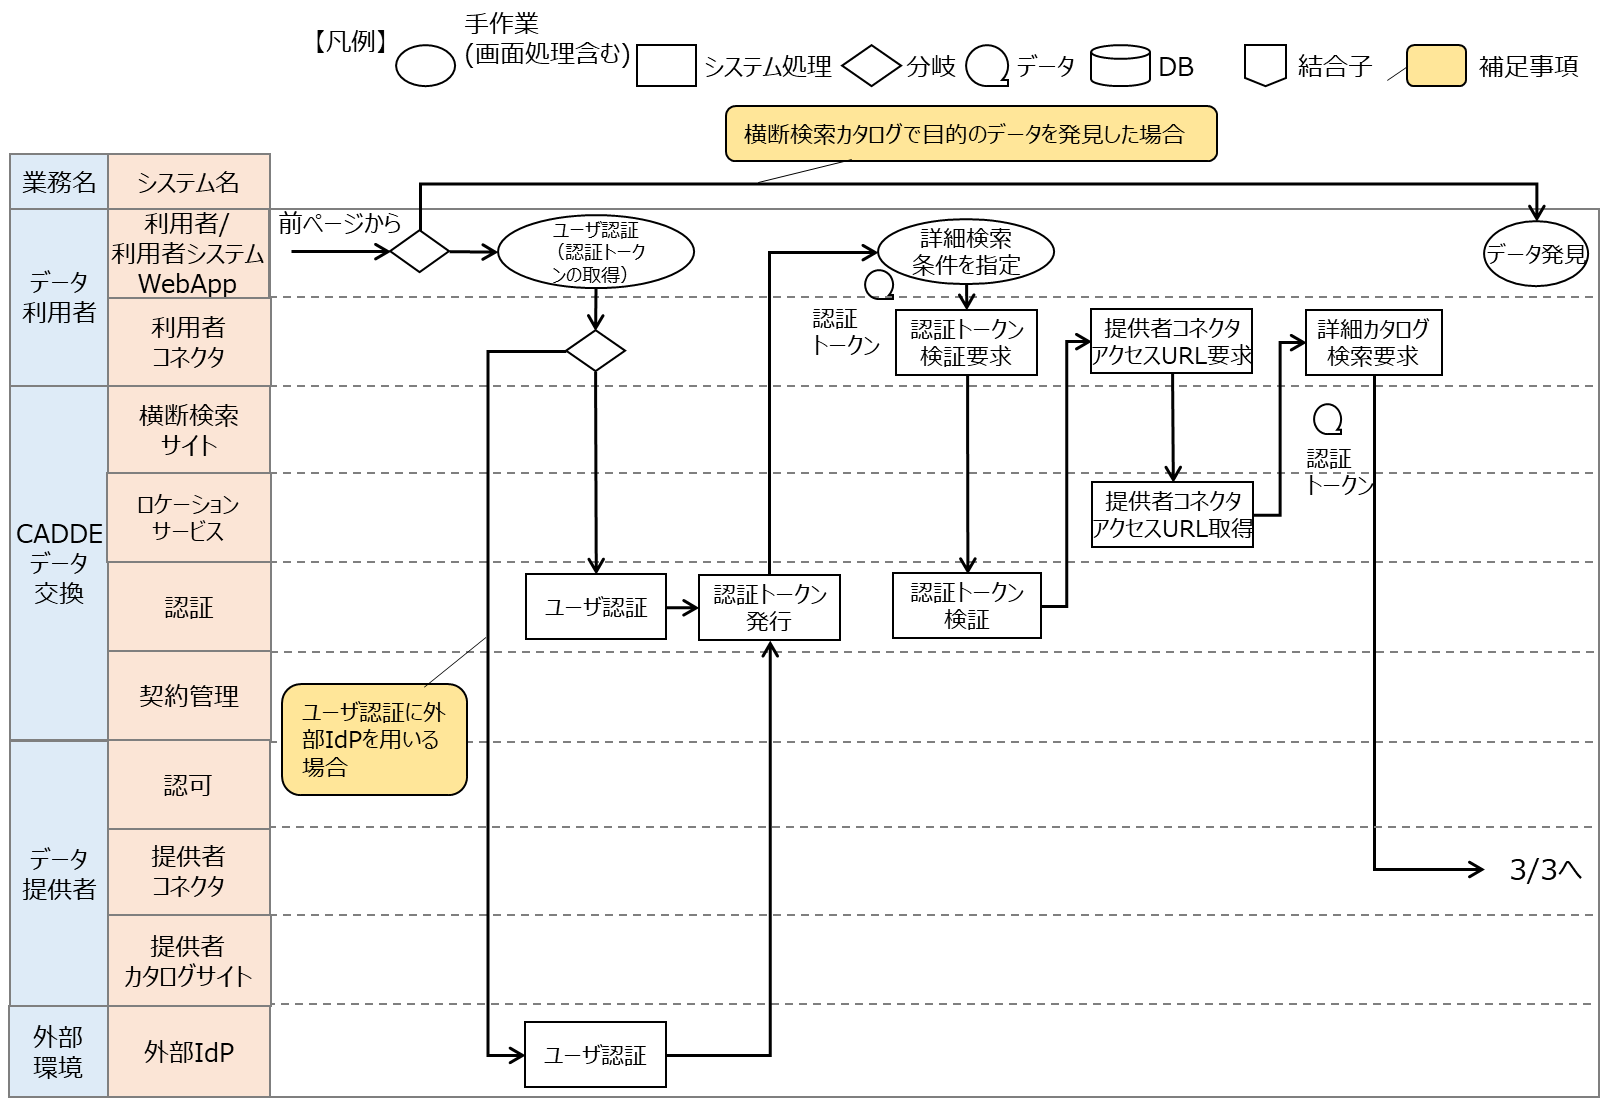 【凡例】
手作業
(画面処理含む)
システム処理
分岐
データ
DB
結合子
補足事項
横断検索カタログで目的のデータを発見した場合
業務名
システム名
データ
利用者
利用者/
利用者システム
WebApp
前ページから
ユーザ認証
（認証トーク
ンの取得）
詳細検索
条件を指定
データ発見
利用者
コネクタ
認証
トークン
認証トークン
検証要求
提供者コネクタ
アクセスURL要求
詳細カタログ
検索要求
CADDE
データ
交換
横断検索
サイト
認証
トークン
ロケーション
サービス
提供者コネクタ
アクセスURL取得
認証
ユーザ認証
認証トークン
発行
認証トークン
検証
契約管理
ユーザ認証に外
部IdPを用いる
場合
データ
提供者
認可
提供者
コネクタ
3/3へ
提供者
カタログサイト
外部
環境
外部IdP
ユーザ認証